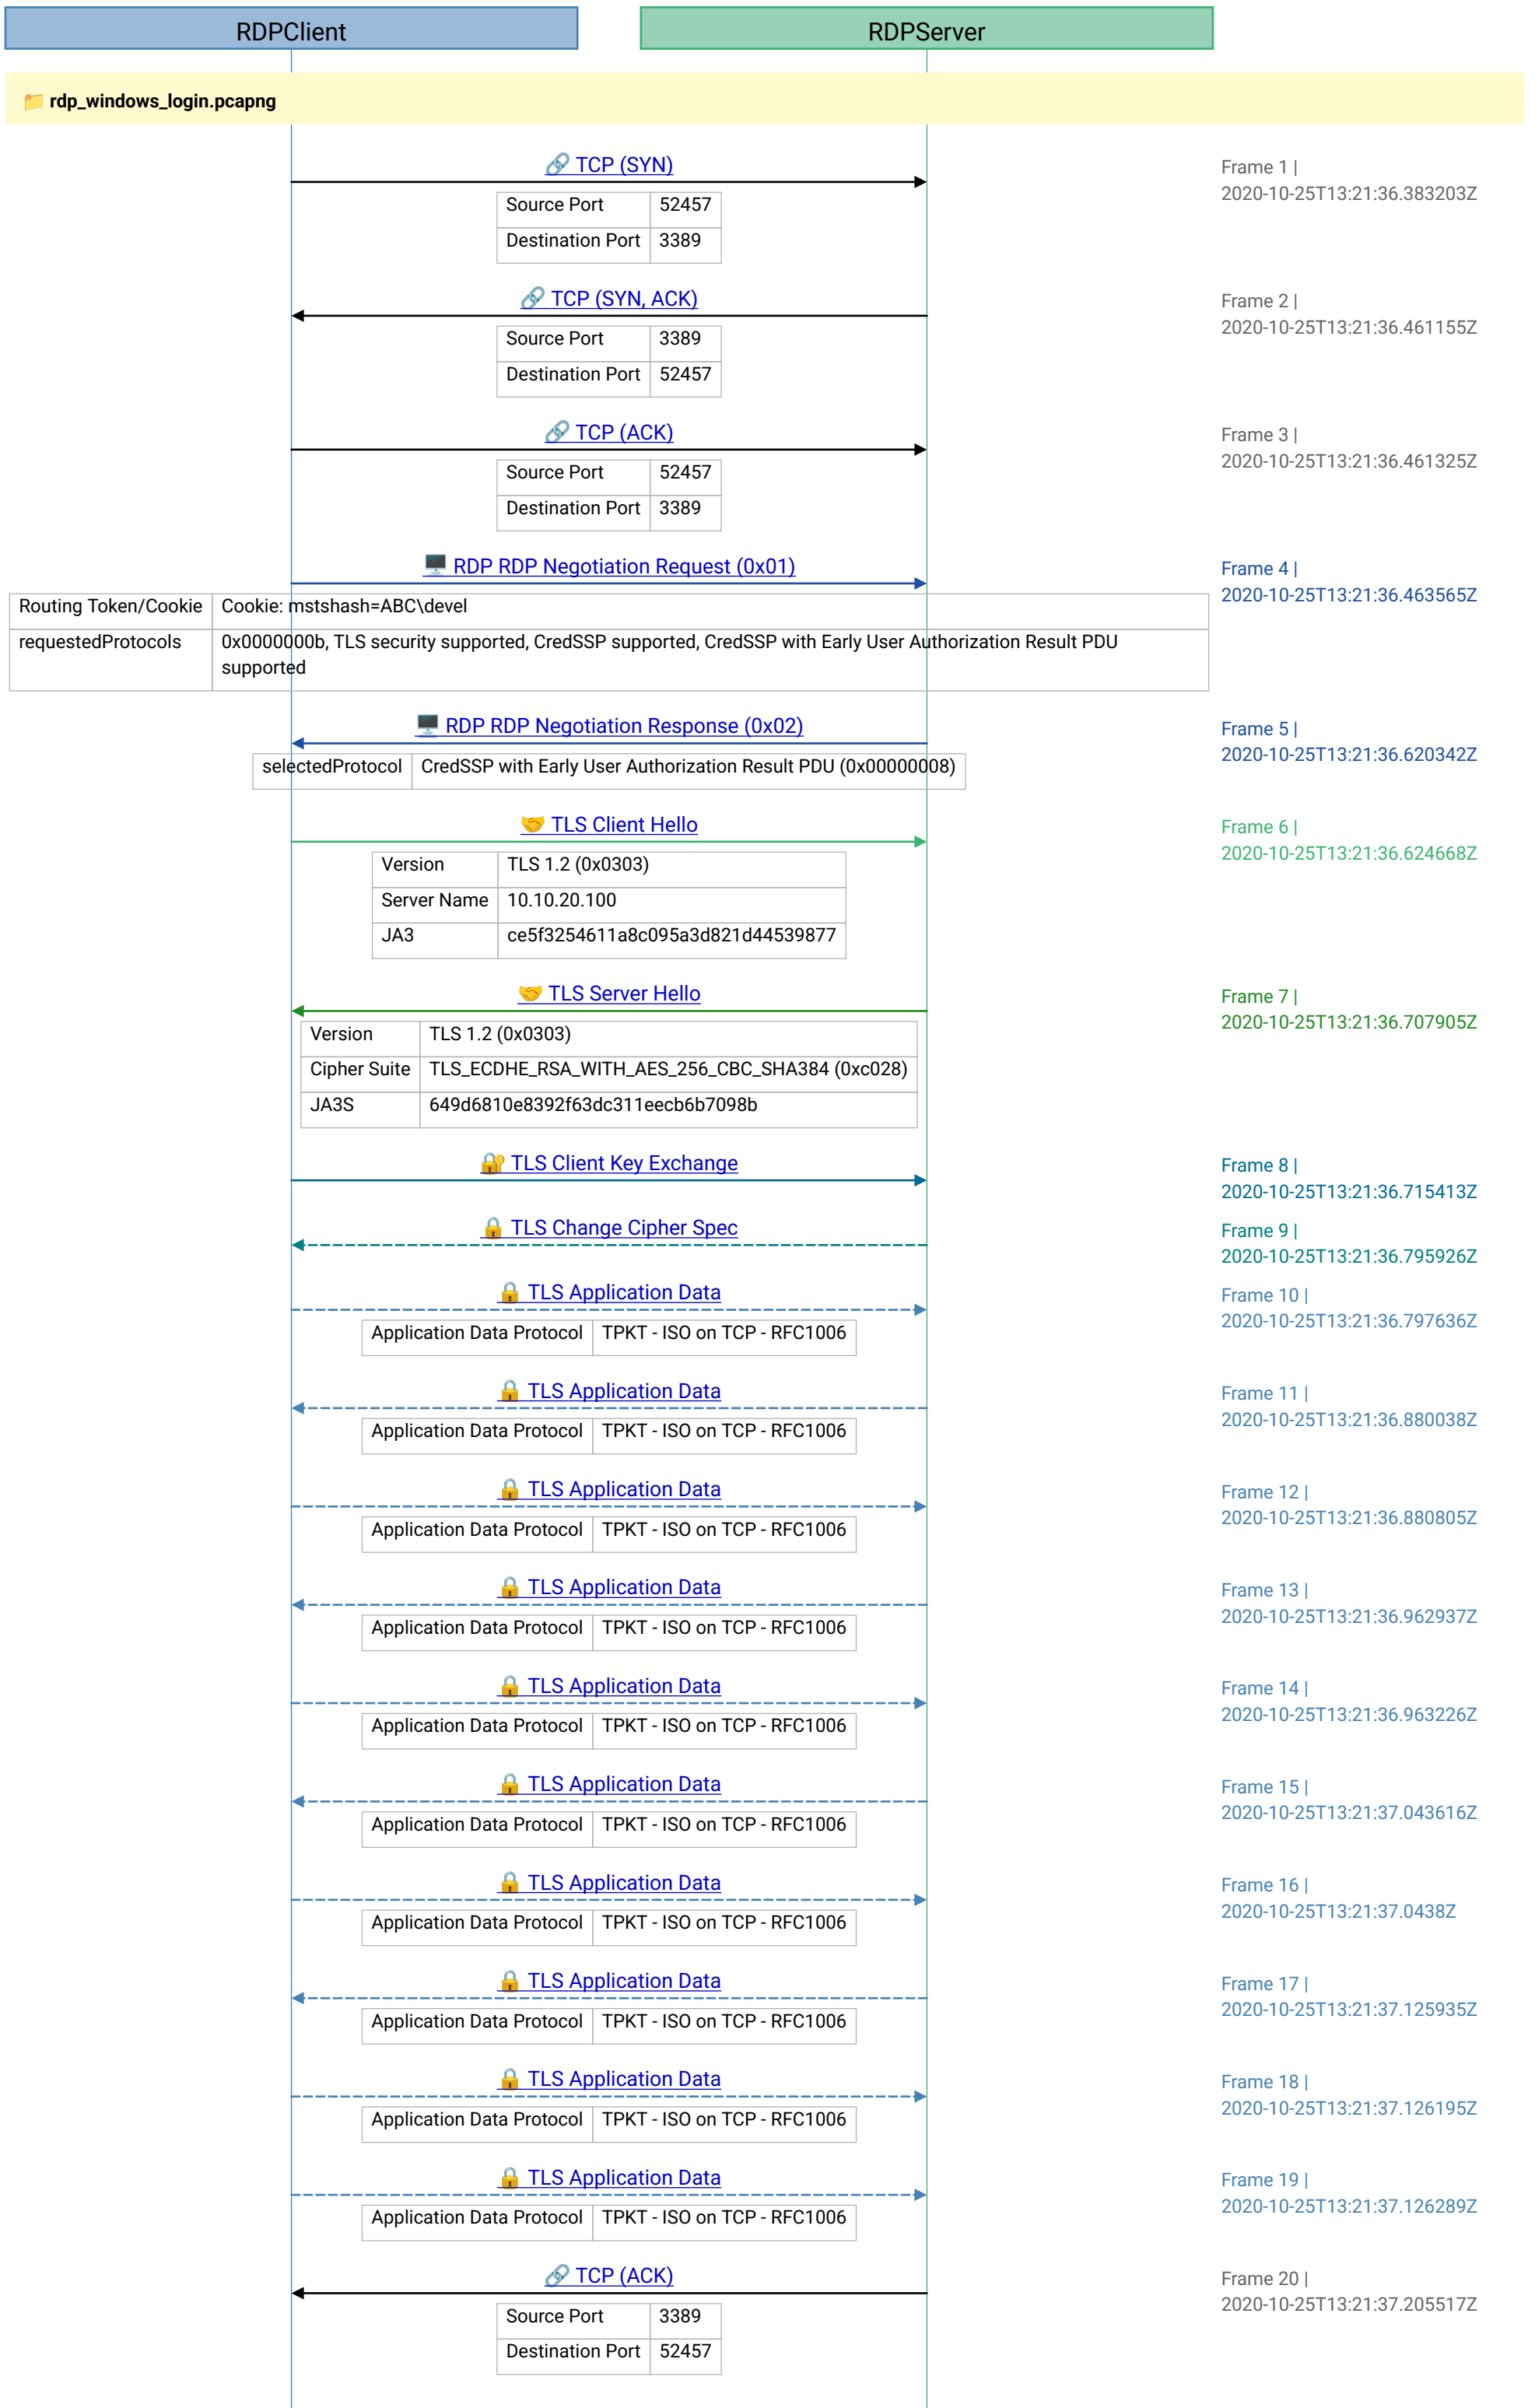 RDPClient RDPServer
rdp_windows_login.pcapng
TCP (SYN)
Frame 1 |
2020-10-25T13:21:36.383203Z
Source Port 52457
Destination Port 3389
TCP (SYN, ACK)
Frame 2 |
2020-10-25T13:21:36.461155Z
Source Port 3389
Destination Port 52457
TCP (ACK)
Frame 3 |
2020-10-25T13:21:36.461325Z
Source Port 52457
Destination Port 3389
RDP RDP Negotiation Request (0x01)
Frame 4 |
2020-10-25T13:21:36.463565Z
Routing Token/Cookie Cookie: mstshash=ABC\devel
requestedProtocols 0x0000000b, TLS security supported, CredSSP supported, CredSSP with Early User Authorization Result PDU
supported
RDP RDP Negotiation Response (0x02)
Frame 5 |
2020-10-25T13:21:36.620342Z
selectedProtocol CredSSP with Early User Authorization Result PDU (0x00000008)
TLS Client Hello
Frame 6 |
2020-10-25T13:21:36.624668Z
Version TLS 1.2 (0x0303)
Server Name 10.10.20.100
JA3 ce5f3254611a8c095a3d821d44539877
TLS Server Hello
Frame 7 |
2020-10-25T13:21:36.707905Z
Version TLS 1.2 (0x0303)
Cipher Suite TLS_ECDHE_RSA_WITH_AES_256_CBC_SHA384 (0xc028)
JA3S 649d6810e8392f63dc311eecb6b7098b
TLS Client Key Exchange
Frame 8 |
2020-10-25T13:21:36.715413Z
TLS Change Cipher Spec
Frame 9 |
2020-10-25T13:21:36.795926Z
TLS Application Data
Frame 10 |
2020-10-25T13:21:36.797636Z
Application Data Protocol TPKT - ISO on TCP - RFC1006
TLS Application Data
Frame 11 |
2020-10-25T13:21:36.880038Z
Application Data Protocol TPKT - ISO on TCP - RFC1006
TLS Application Data
Frame 12 |
2020-10-25T13:21:36.880805Z
Application Data Protocol TPKT - ISO on TCP - RFC1006
TLS Application Data
Frame 13 |
2020-10-25T13:21:36.962937Z
Application Data Protocol TPKT - ISO on TCP - RFC1006
TLS Application Data
Frame 14 |
2020-10-25T13:21:36.963226Z
Application Data Protocol TPKT - ISO on TCP - RFC1006
TLS Application Data
Frame 15 |
2020-10-25T13:21:37.043616Z
Application Data Protocol TPKT - ISO on TCP - RFC1006
TLS Application Data
Frame 16 |
2020-10-25T13:21:37.0438Z
Application Data Protocol TPKT - ISO on TCP - RFC1006
TLS Application Data
Frame 17 |
2020-10-25T13:21:37.125935Z
Application Data Protocol TPKT - ISO on TCP - RFC1006
TLS Application Data
Frame 18 |
2020-10-25T13:21:37.126195Z
Application Data Protocol TPKT - ISO on TCP - RFC1006
TLS Application Data
Frame 19 |
2020-10-25T13:21:37.126289Z
Application Data Protocol TPKT - ISO on TCP - RFC1006
TCP (ACK)
Frame 20 |
2020-10-25T13:21:37.205517Z
Source Port 3389
Destination Port 52457